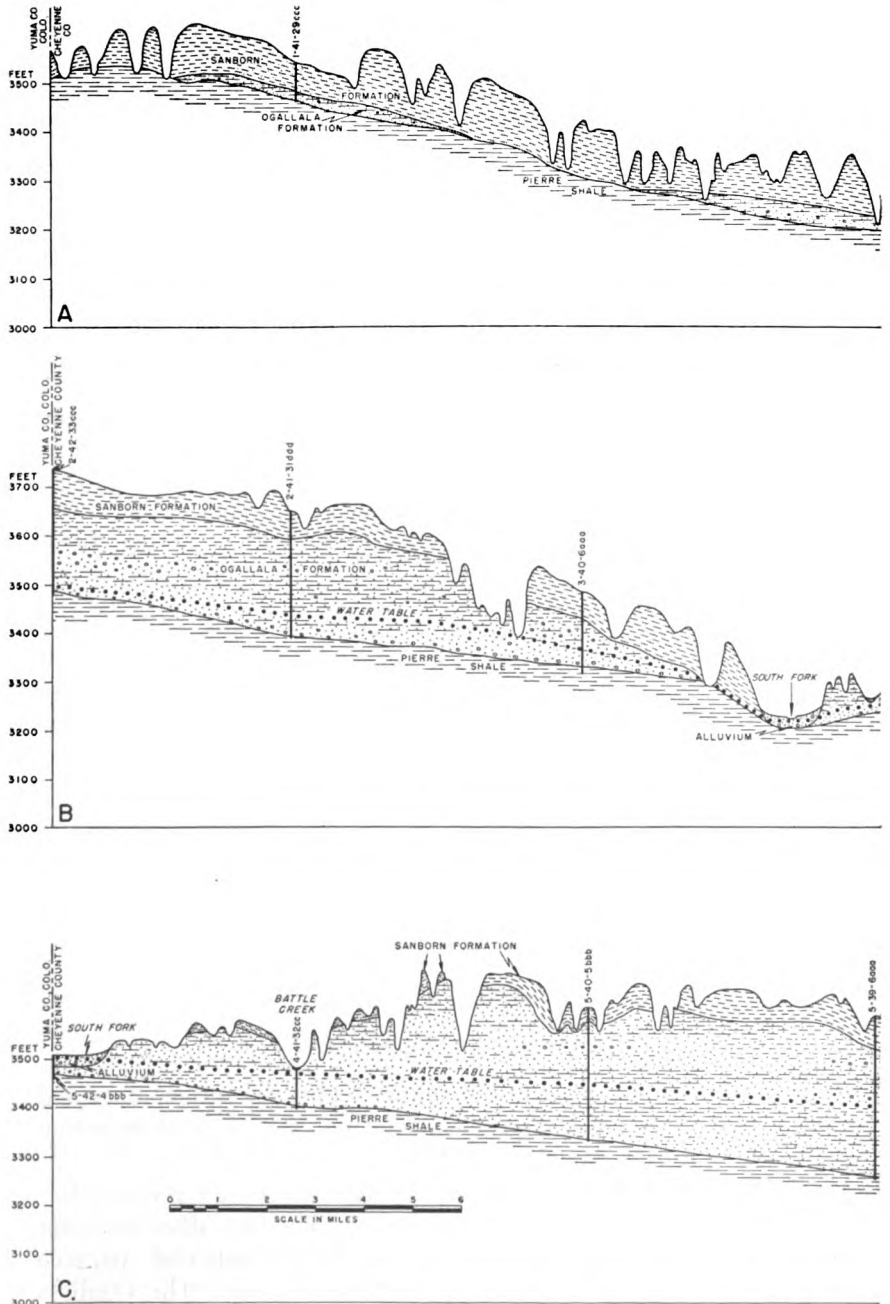 YUMA CO
COLO
CHEYENNE
CO
1-41-29ccc
FEET
3500
3400
3300
3200
3100
3000
SANBORN
FORMATION
OGALLALA
FORMATION
PIERRE
SHALE
A
YUMA CO, COLO
CHEYENNE COUNTY
2-42-33ccc
2-41-31ddd
3-40-6aaa
FEET
3700
3600
3500
3400
3300
3200
3100
3000
SANBORN FORMATION
OGALLALA FORMATION
WATER TABLE
PIERRE
SHALE
SOUTH FORK
ALLUVIUM
B
YUMA CO, COLO
CHEYENNE COUNTY
SANBORN FORMATION
5-40-5bbb
5-39-6aaa
BATTLE
CREEK
4-41-32cc
SOUTH FORK
FEET
3500
3400
3300
3200
3100
3000
ALLUVIUM
WATER TABLE
5-42-4bbb
PIERRE
SHALE
0 1 2 3 4 5 6
SCALE IN MILES
C.